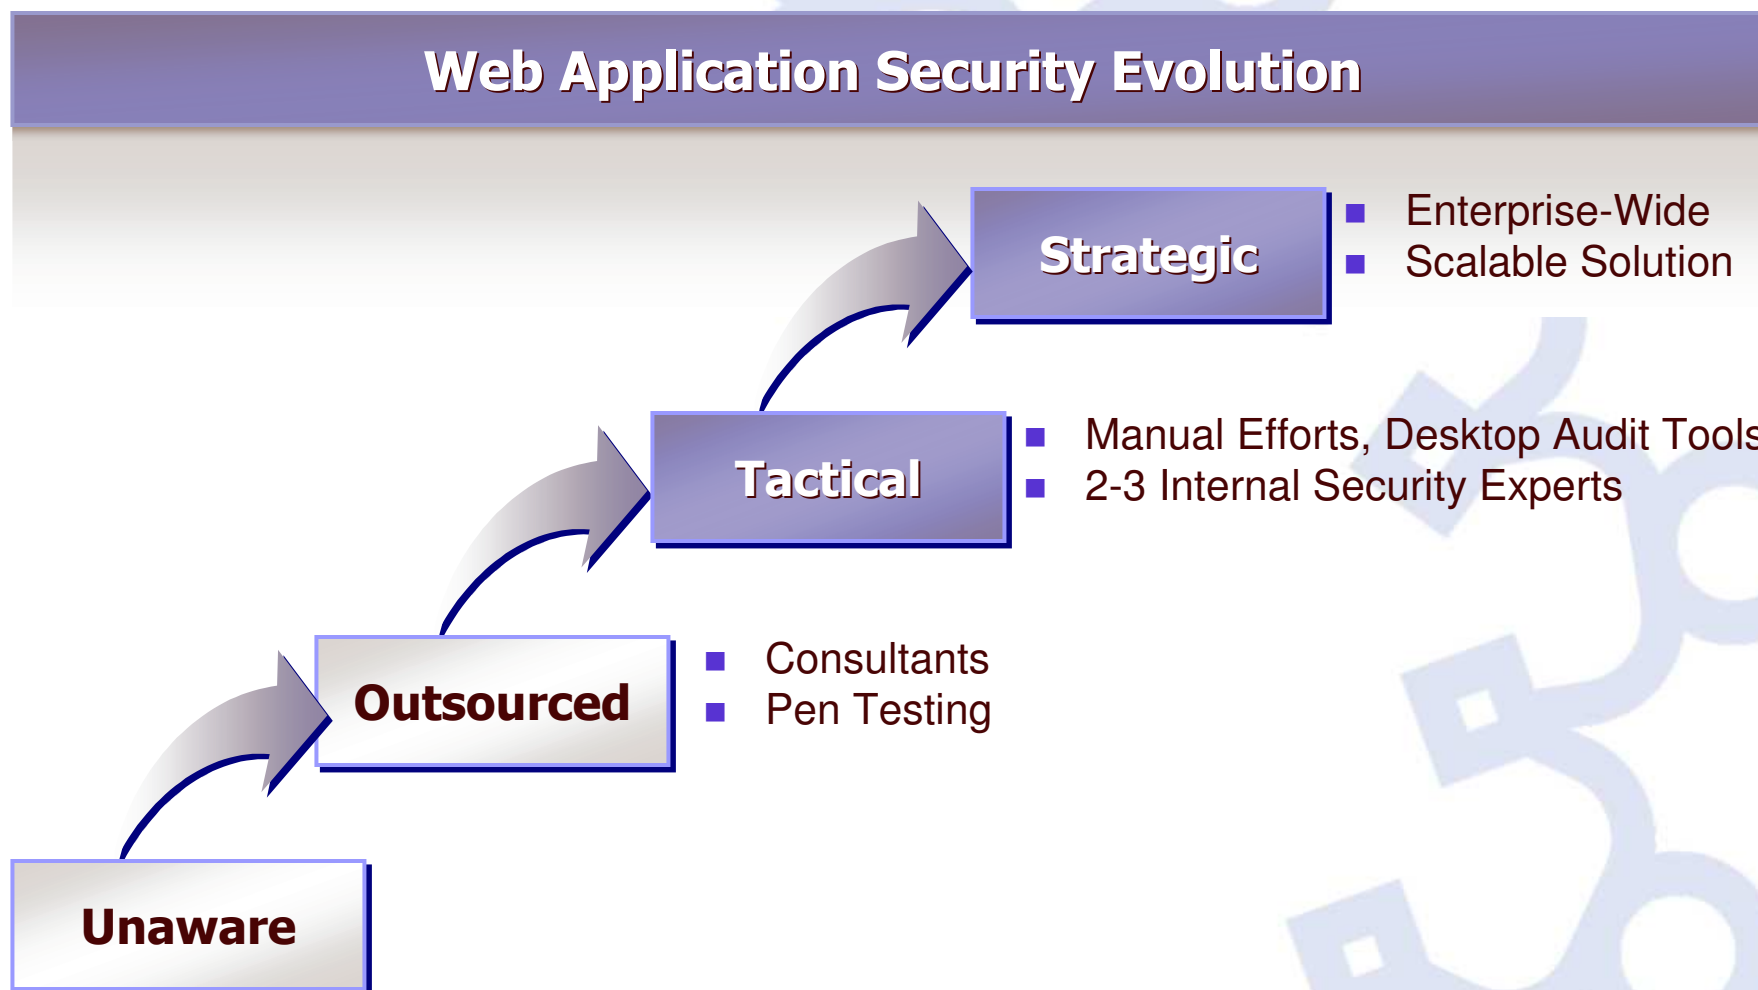 Web Application Security Evolution
Strategic
Enterprise-Wide
Scalable Solution
Tactical
Manual Efforts, Desktop Audit Tools
2-3 Internal Security Experts
Outsourced
Consultants
Pen Testing
Unaware